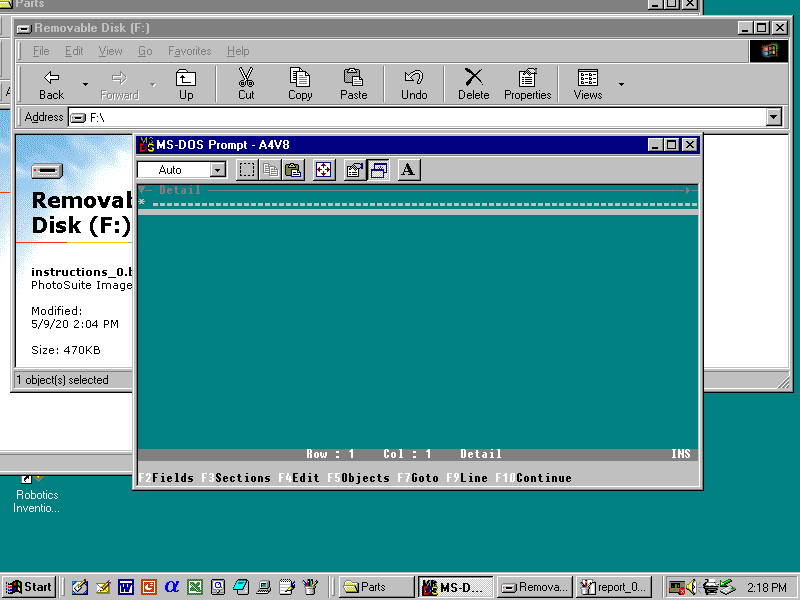 Parts
Removable Disk (F:)
File Edit View Go Favorites Help
Back Forward Up Cut Copy Paste Undo Delete Properties Views
Address F:\
MS-DOS Prompt - A4V8
Auto
A
Detail
*
Removab
Disk (F:)
instructions_0.b
PhotoSuite Image
Modified:
5/9/20 2:04 PM
Size: 470KB
1 object(s) selected
Row : 1 Col : 1 Detail INS
F2Fields F3Sections F4Edit F5Objects F7Goto F9Line F10Continue
Robotics
Inventio...
Start Parts MS-D... Remova... report_0... 2:18 PM